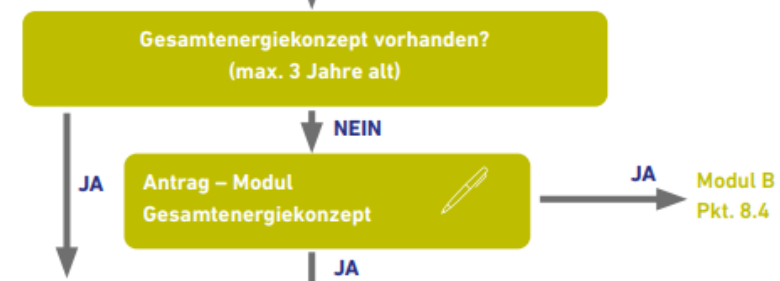 Gesamtenergiekonzept vorhanden?
(max. 3 Jahre alt)
NEIN
JA
Antrag – Modul
Gesamtenergiekonzept
JA
Modul B
Pkt. 8.4
JA